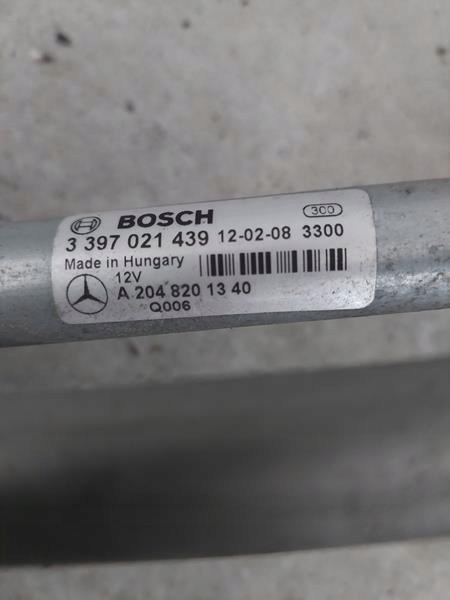 BOSCH 300
3 397 021 439 12-02-08 3300
Made in Hungary
12V
A 204 820 13 40
Q006